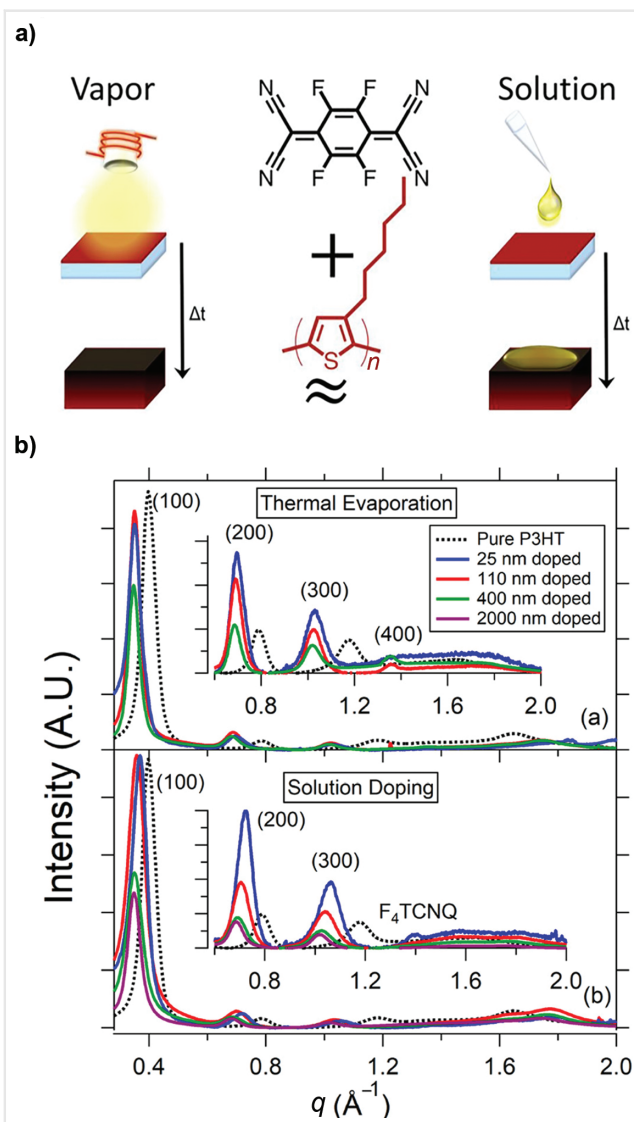 a)
Vapor
Solution
N
F
F
N
N
F
F
N
+
Δt
Δt
( )n
S
≈
b)
(100)
Thermal Evaporation
(200)
(300)
(400)
Pure P3HT
25 nm doped
110 nm doped
400 nm doped
2000 nm doped
0.8 1.2 1.6 2.0
(a)
Intensity (A.U.)
(100)
Solution Doping
(200)
(300)
F₄TCNQ
0.8 1.2 1.6 2.0
(b)
0.4 0.8 1.2 1.6 2.0
q (Å⁻¹)